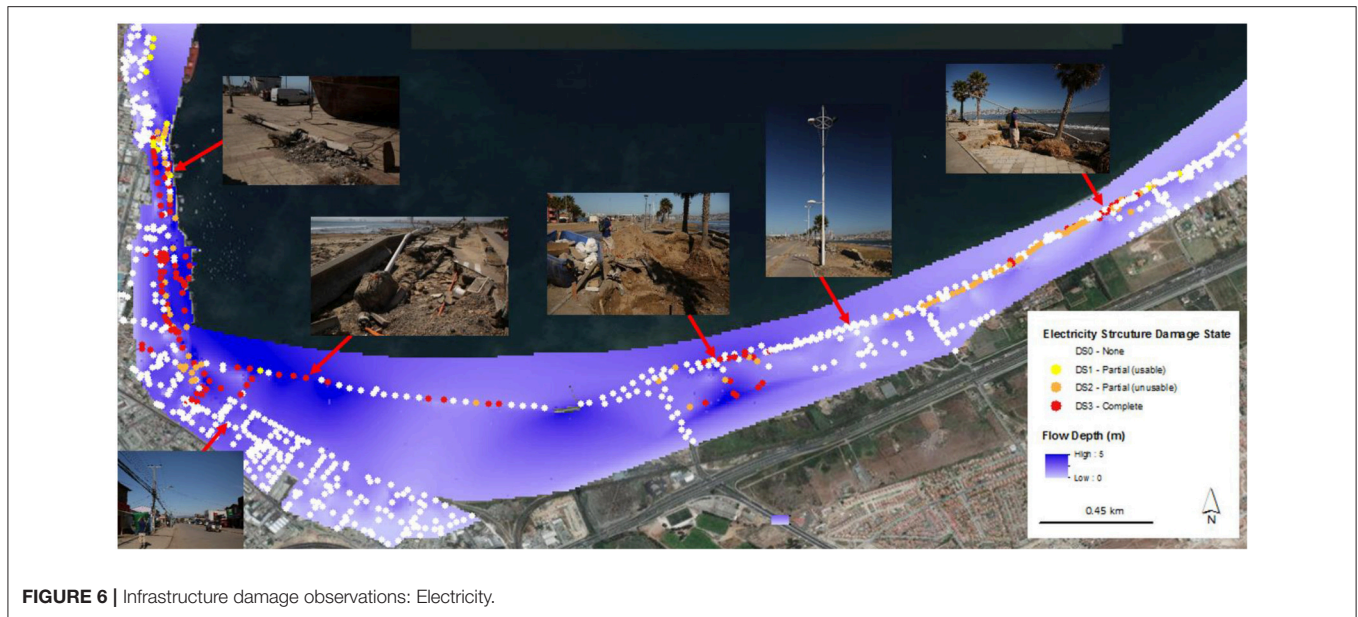 Electricity Strcuture Damage State
DS0 - None
DS1 - Partial (usable)
DS2 - Partial (unusable)
DS3 - Complete
Flow Depth (m)
High : 5
Low : 0
0.45 km
N
FIGURE 6 | Infrastructure damage observations: Electricity.